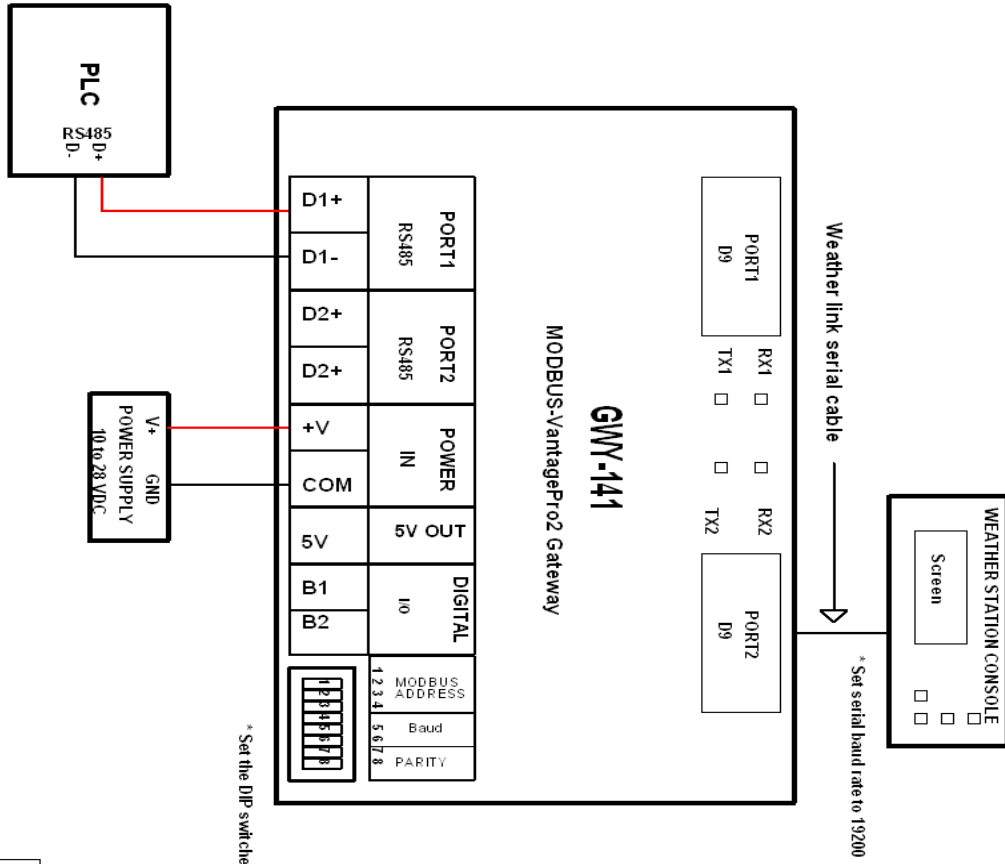 PLC
RS485
D+
D-
D1+
D1-
D2+
D2+
+V
COM
5V
B1
B2
PORT1
RS485
PORT2
RS485
POWER
IN
5V OUT
DIGITAL
I/O
1 2 3 4
MODBUS
ADDRESS
5 6
Baud
7 8
PARITY
1 2 3 4 5 6 7 8
V+
GND
POWER SUPPLY
10 to 28 VDC
GWY-141
MODBUS-VantagePro2 Gateway
PORT1
D9
RX1
TX1
RX2
TX2
PORT2
D9
Weather link serial cable
WEATHER STATION CONSOLE
Screen
* Set serial baud rate to 19200
* Set the DIP switche